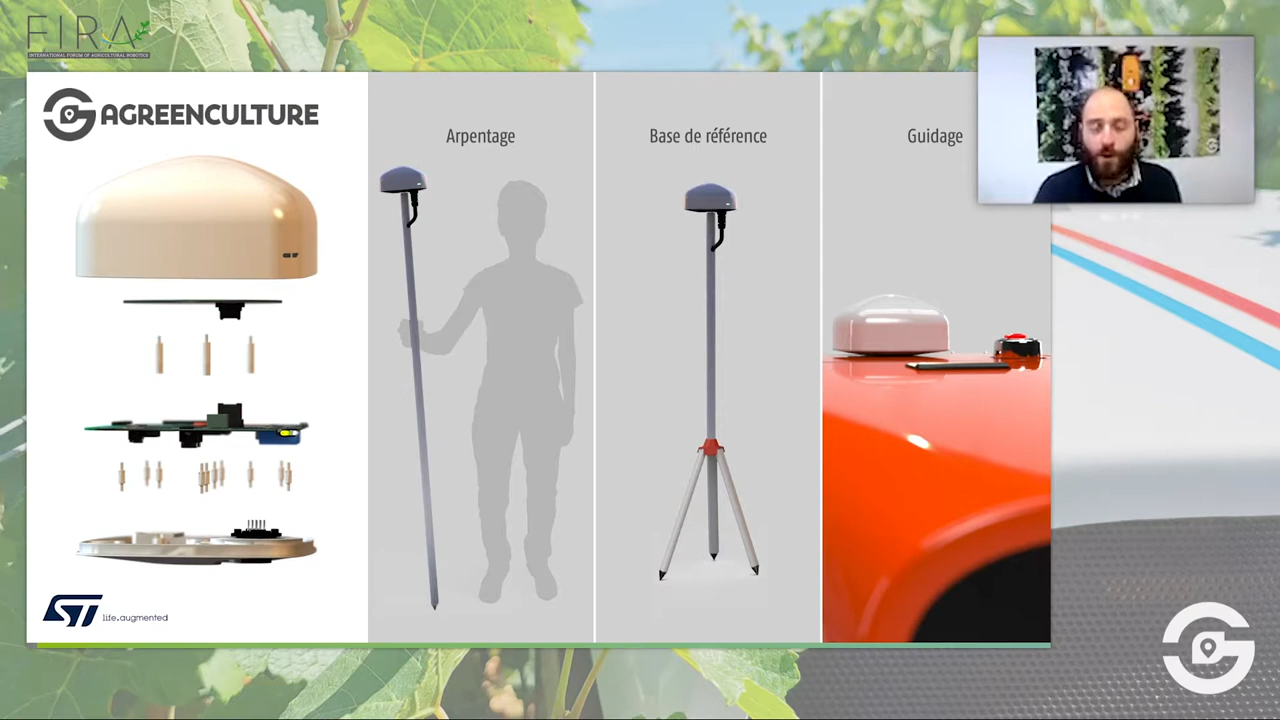 FIRA
INTERNATIONAL FORUM OF AGRICULTURAL ROBOTICS
AGREENCULTURE
Arpentage
Base de référence
Guidage
ST
life.augmented